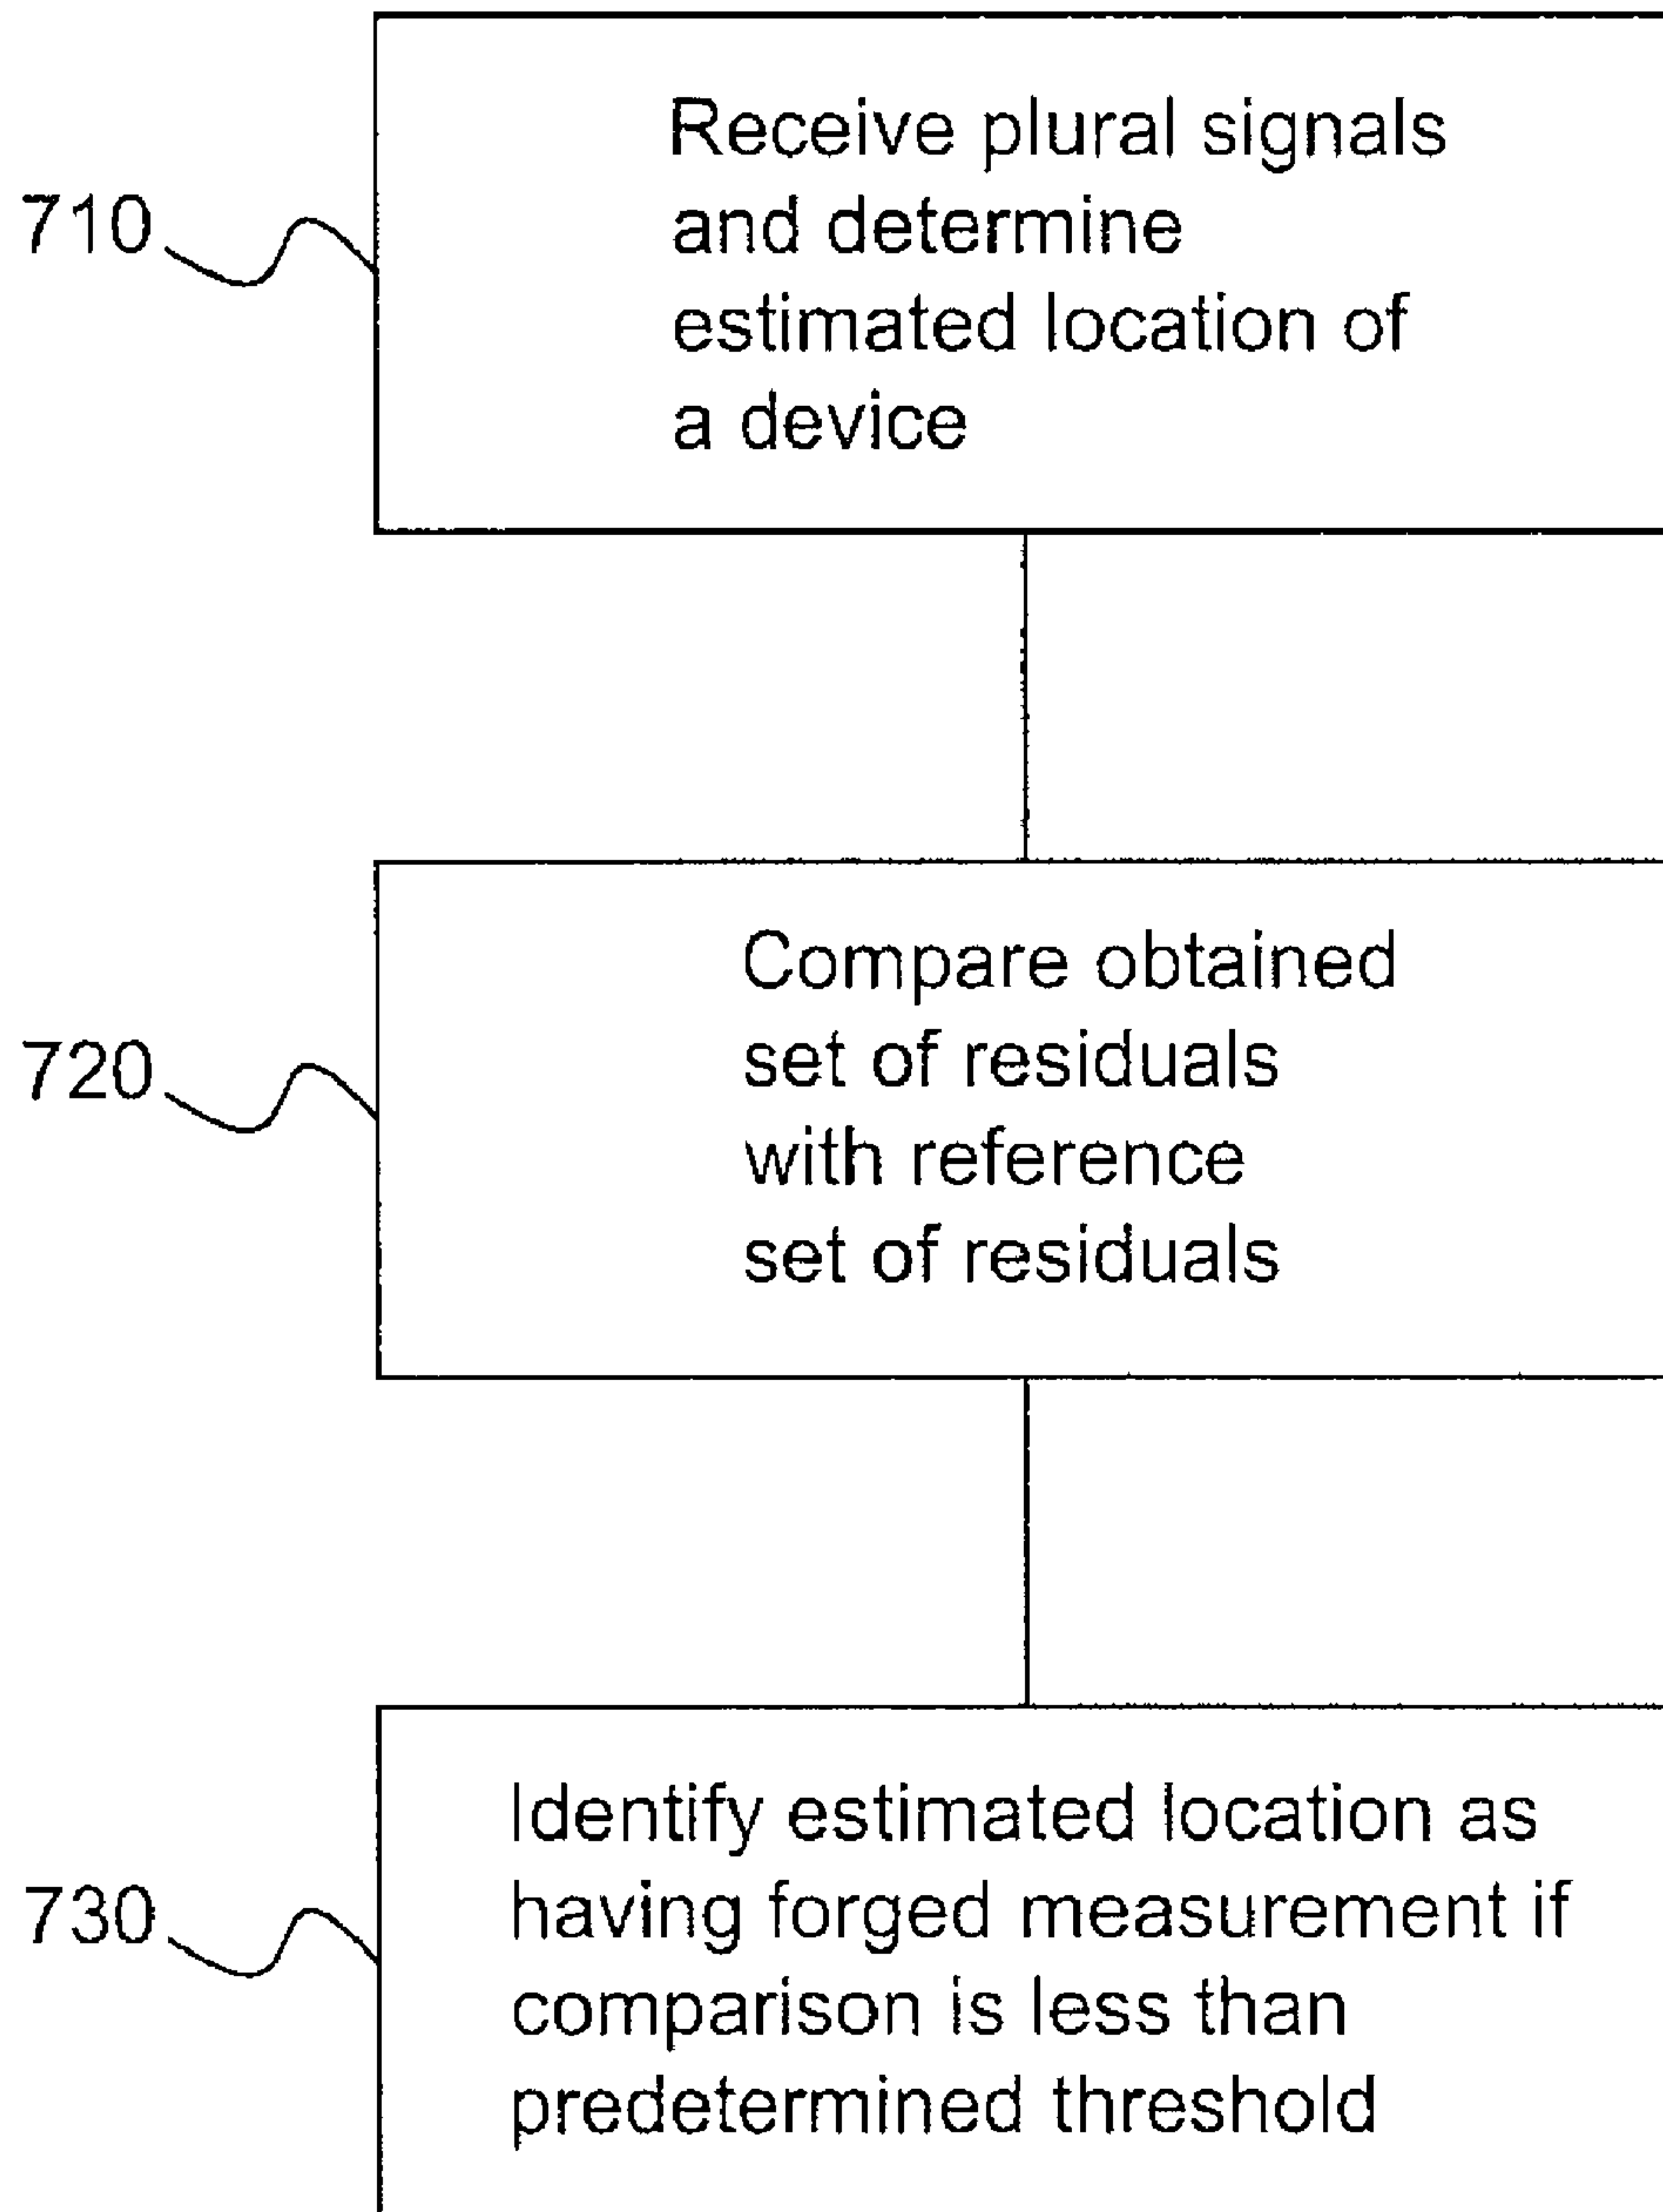 710
Receive plural signals
and determine
estimated location of
a device
720
Compare obtained
set of residuals
with reference
set of residuals
730
Identify estimated location as
having forged measurement if
comparison is less than
predetermined threshold